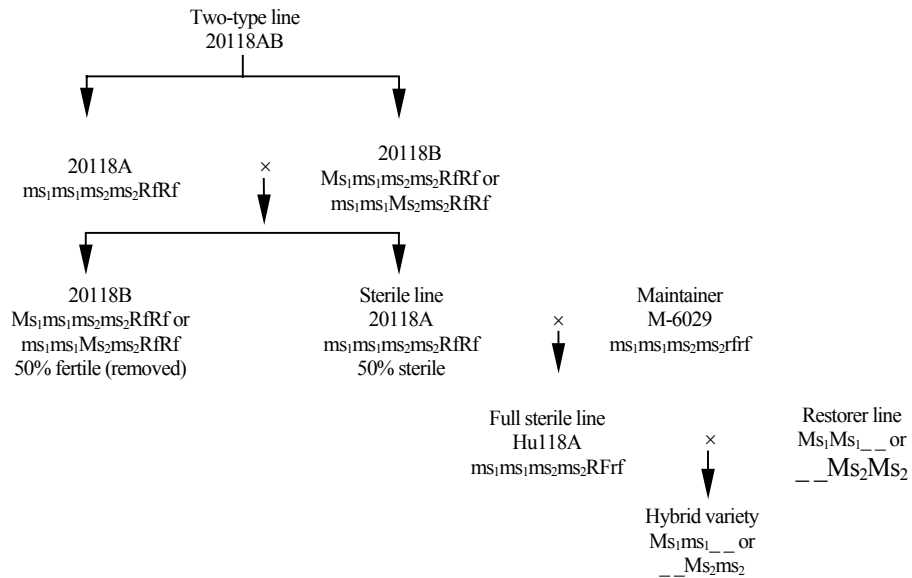 Two-type line
20118AB
20118A
ms₁ms₁ms₂ms₂RfRf
×
20118B
Ms₁ms₁ms₂ms₂RfRf or
ms₁ms₁Ms₂ms₂RfRf
20118B
Ms₁ms₁ms₂ms₂RfRf or
ms₁ms₁Ms₂ms₂RfRf
50% fertile (removed)
Sterile line
20118A
ms₁ms₁ms₂ms₂RfRf
50% sterile
×
Maintainer
M-6029
ms₁ms₁ms₂ms₂rfrf
Full sterile line
Hu118A
ms₁ms₁ms₂ms₂RFrf
×
Restorer line
Ms₁Ms₁_ _ or
_ _Ms₂Ms₂
Hybrid variety
Ms₁ms₁_ _ or
_ _Ms₂ms₂